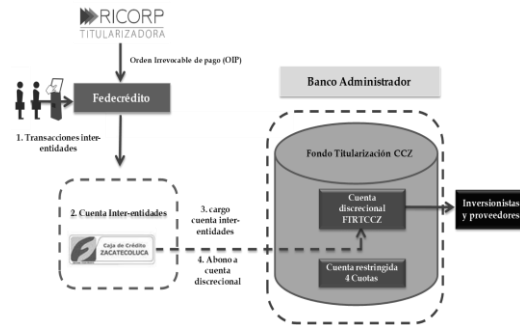 RICORP
TITULARIZADORA
Orden Irrevocable de pago (OIP)
Fedecrédito
1. Transacciones inter-
entidades
2. Cuenta Inter-entidades
Caja de Crédito
ZACATECOLUCA
3. cargo
cuenta inter-
entidades
4. Abono a
cuenta
discrecional
Banco Administrador
Fondo Titularización CCZ
Cuenta
discrecional
FTRTCCZ
Cuenta restringida
4 Cuotas
Inversionistas
y proveedores